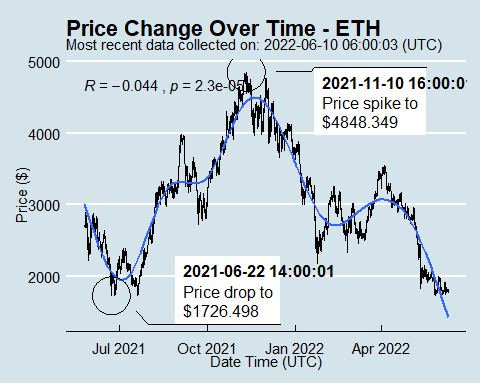 Price Change Over Time - ETH
Most recent data collected on: 2022-06-10 06:00:03 (UTC)
5000
4000
3000
2000
Price ($)
R = −0.044 , p = 2.3e-05
2021-11-10 16:00:01
Price spike to
$4848.349
2021-06-22 14:00:01
Price drop to
$1726.498
Jul 2021
Oct 2021
Jan 2022
Apr 2022
Date Time (UTC)